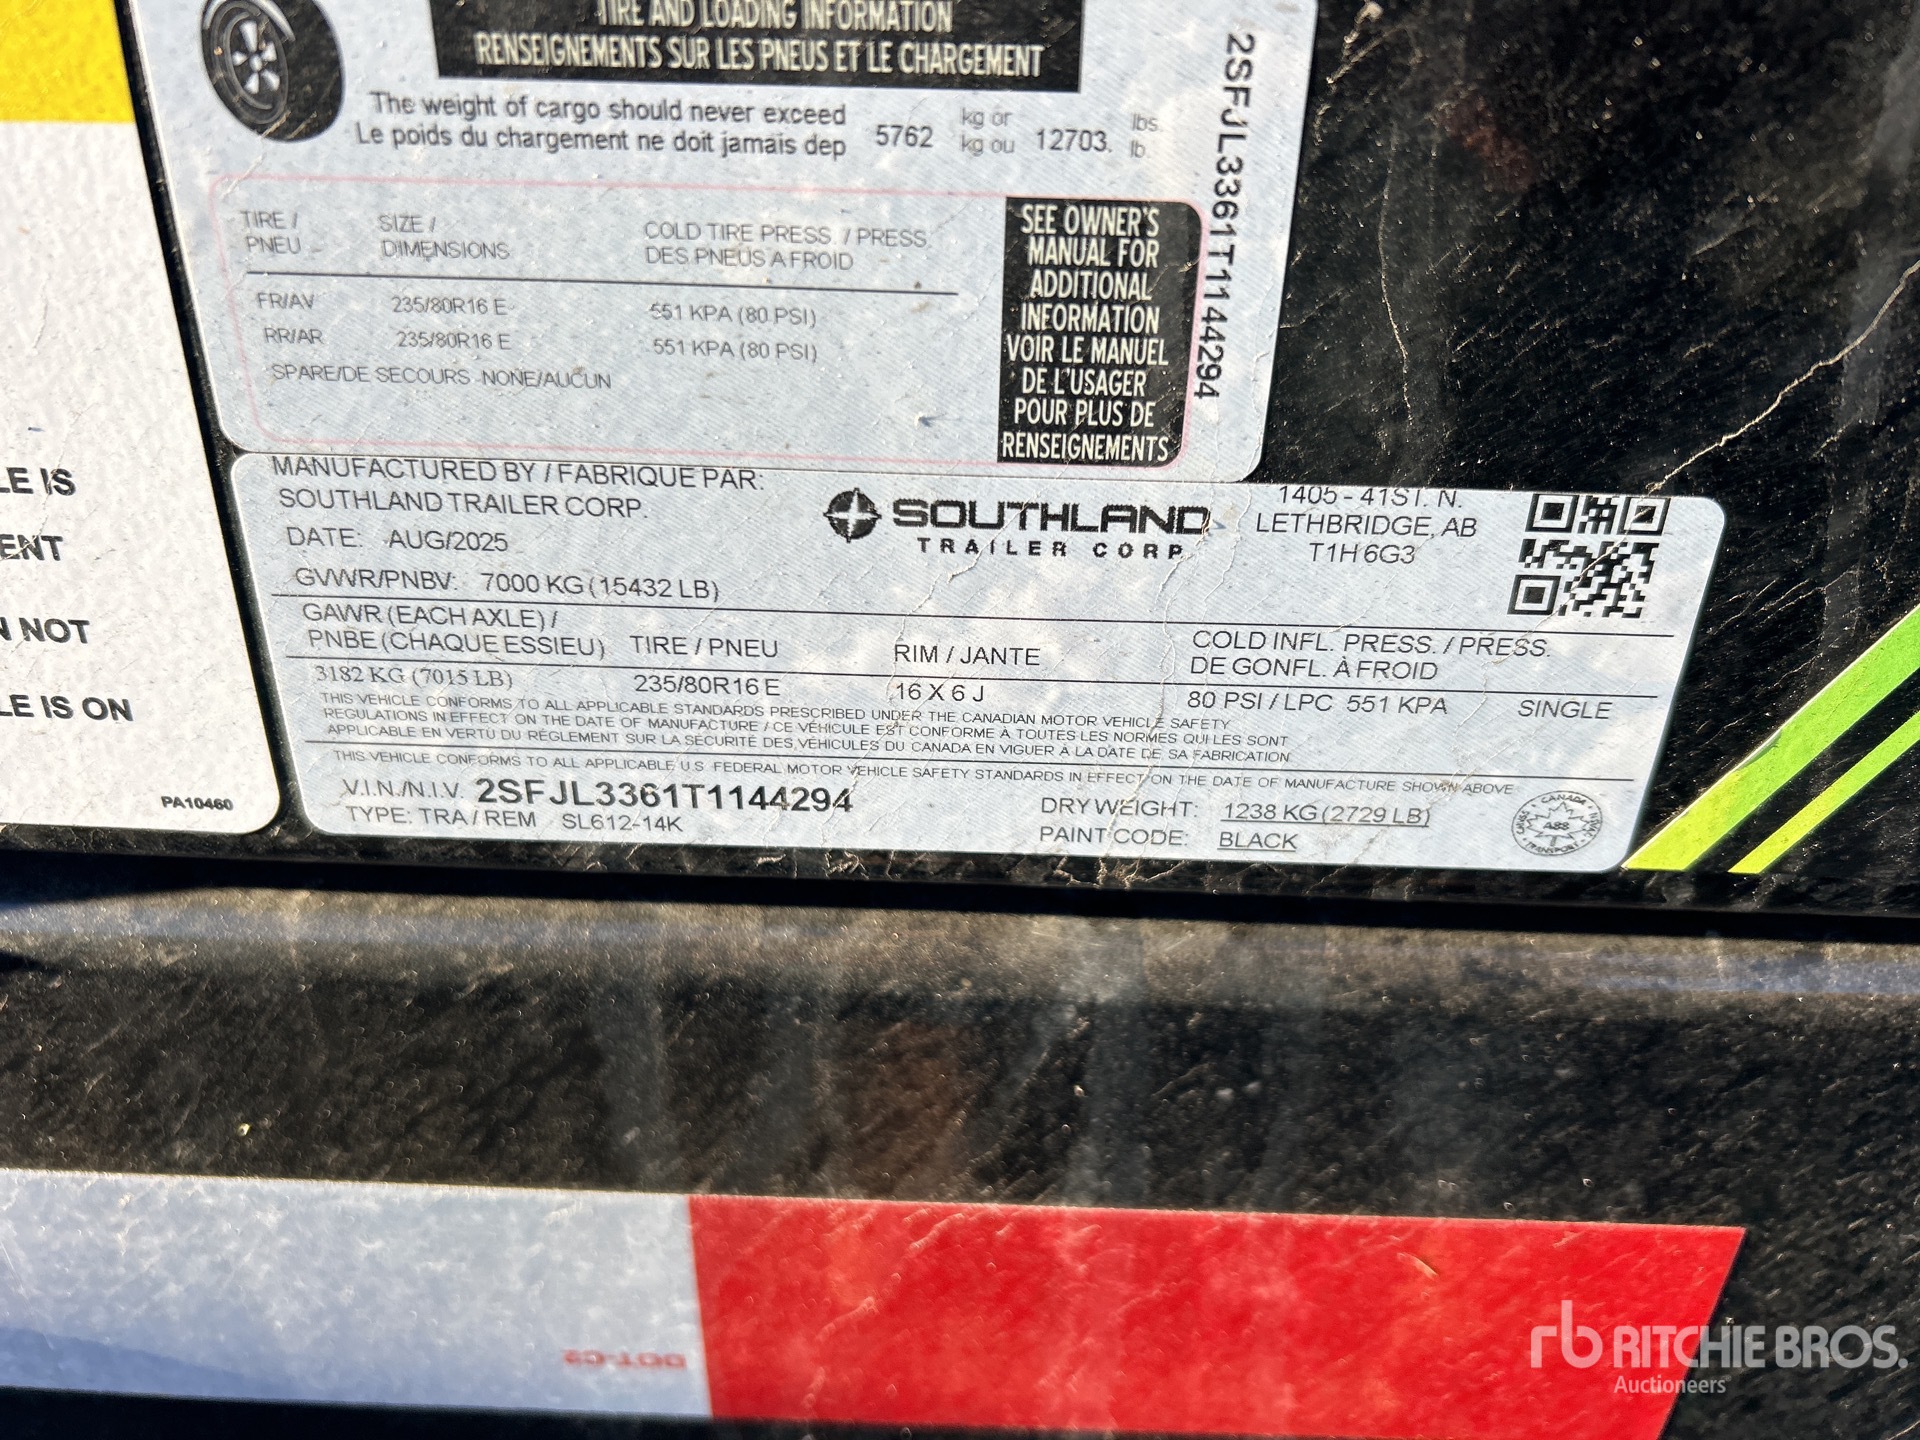 TIRE AND LOADING INFORMATION
RENSEIGNEMENTS SUR LES PNEUS ET LE CHARGEMENT
The weight of cargo should never exceed
Le poids du chargement ne doit jamais dep
5762 kg or
kg ou 12703. lbs.
lb.
2SFJL3361T1144294
TIRE / SIZE / COLD TIRE PRESS. / PRESS.
PNEU DIMENSIONS DES PNEUS A FROID
FR/AV 235/80R16 E 551 KPA (80 PSI)
RR/AR 235/80R16 E 551 KPA (80 PSI)
SPARE/DE SECOURS NONE/AUCUN
SEE OWNER'S
MANUAL FOR
ADDITIONAL
INFORMATION
VOIR LE MANUEL
DE L'USAGER
POUR PLUS DE
RENSEIGNEMENTS
LE IS
ENT
N NOT
LE IS ON
PA10460
MANUFACTURED BY / FABRIQUE PAR:
SOUTHLAND TRAILER CORP.
DATE: AUG/2025
GVWR/PNBV: 7000 KG (15432 LB)
SOUTHLAND
TRAILER CORP.
1405 - 41ST. N.
LETHBRIDGE, AB
T1H 6G3
GAWR (EACH AXLE) /
PNBE (CHAQUE ESSIEU) TIRE / PNEU RIM / JANTE COLD INFL. PRESS. / PRESS.
DE GONFL. À FROID
3182 KG (7015 LB) 235/80R16 E 16 X 6 J 80 PSI / LPC 551 KPA SINGLE
THIS VEHICLE CONFORMS TO ALL APPLICABLE STANDARDS PRESCRIBED UNDER THE CANADIAN MOTOR VEHICLE SAFETY
REGULATIONS IN EFFECT ON THE DATE OF MANUFACTURE / CE VÉHICULE EST CONFORME À TOUTES LES NORMES QUI LES SONT
APPLICABLE EN VERTU DU RÈGLEMENT SUR LA SÉCURITÉ DES VÉHICULES DU CANADA EN VIGUER À LA DATE DE SA FABRICATION
THIS VEHICLE CONFORMS TO ALL APPLICABLE U.S FEDERAL MOTOR VEHICLE SAFETY STANDARDS IN EFFECT ON THE DATE OF MANUFACTURE SHOWN ABOVE
V.I.N./N.I.V. 2SFJL3361T1144294
TYPE: TRA / REM SL612-14K
DRY WEIGHT: 1238 KG (2729 LB)
PAINT CODE: BLACK
CANADA
A88
TRANSPORT
DOT-C2
rb RITCHIE BROS.
Auctioneers